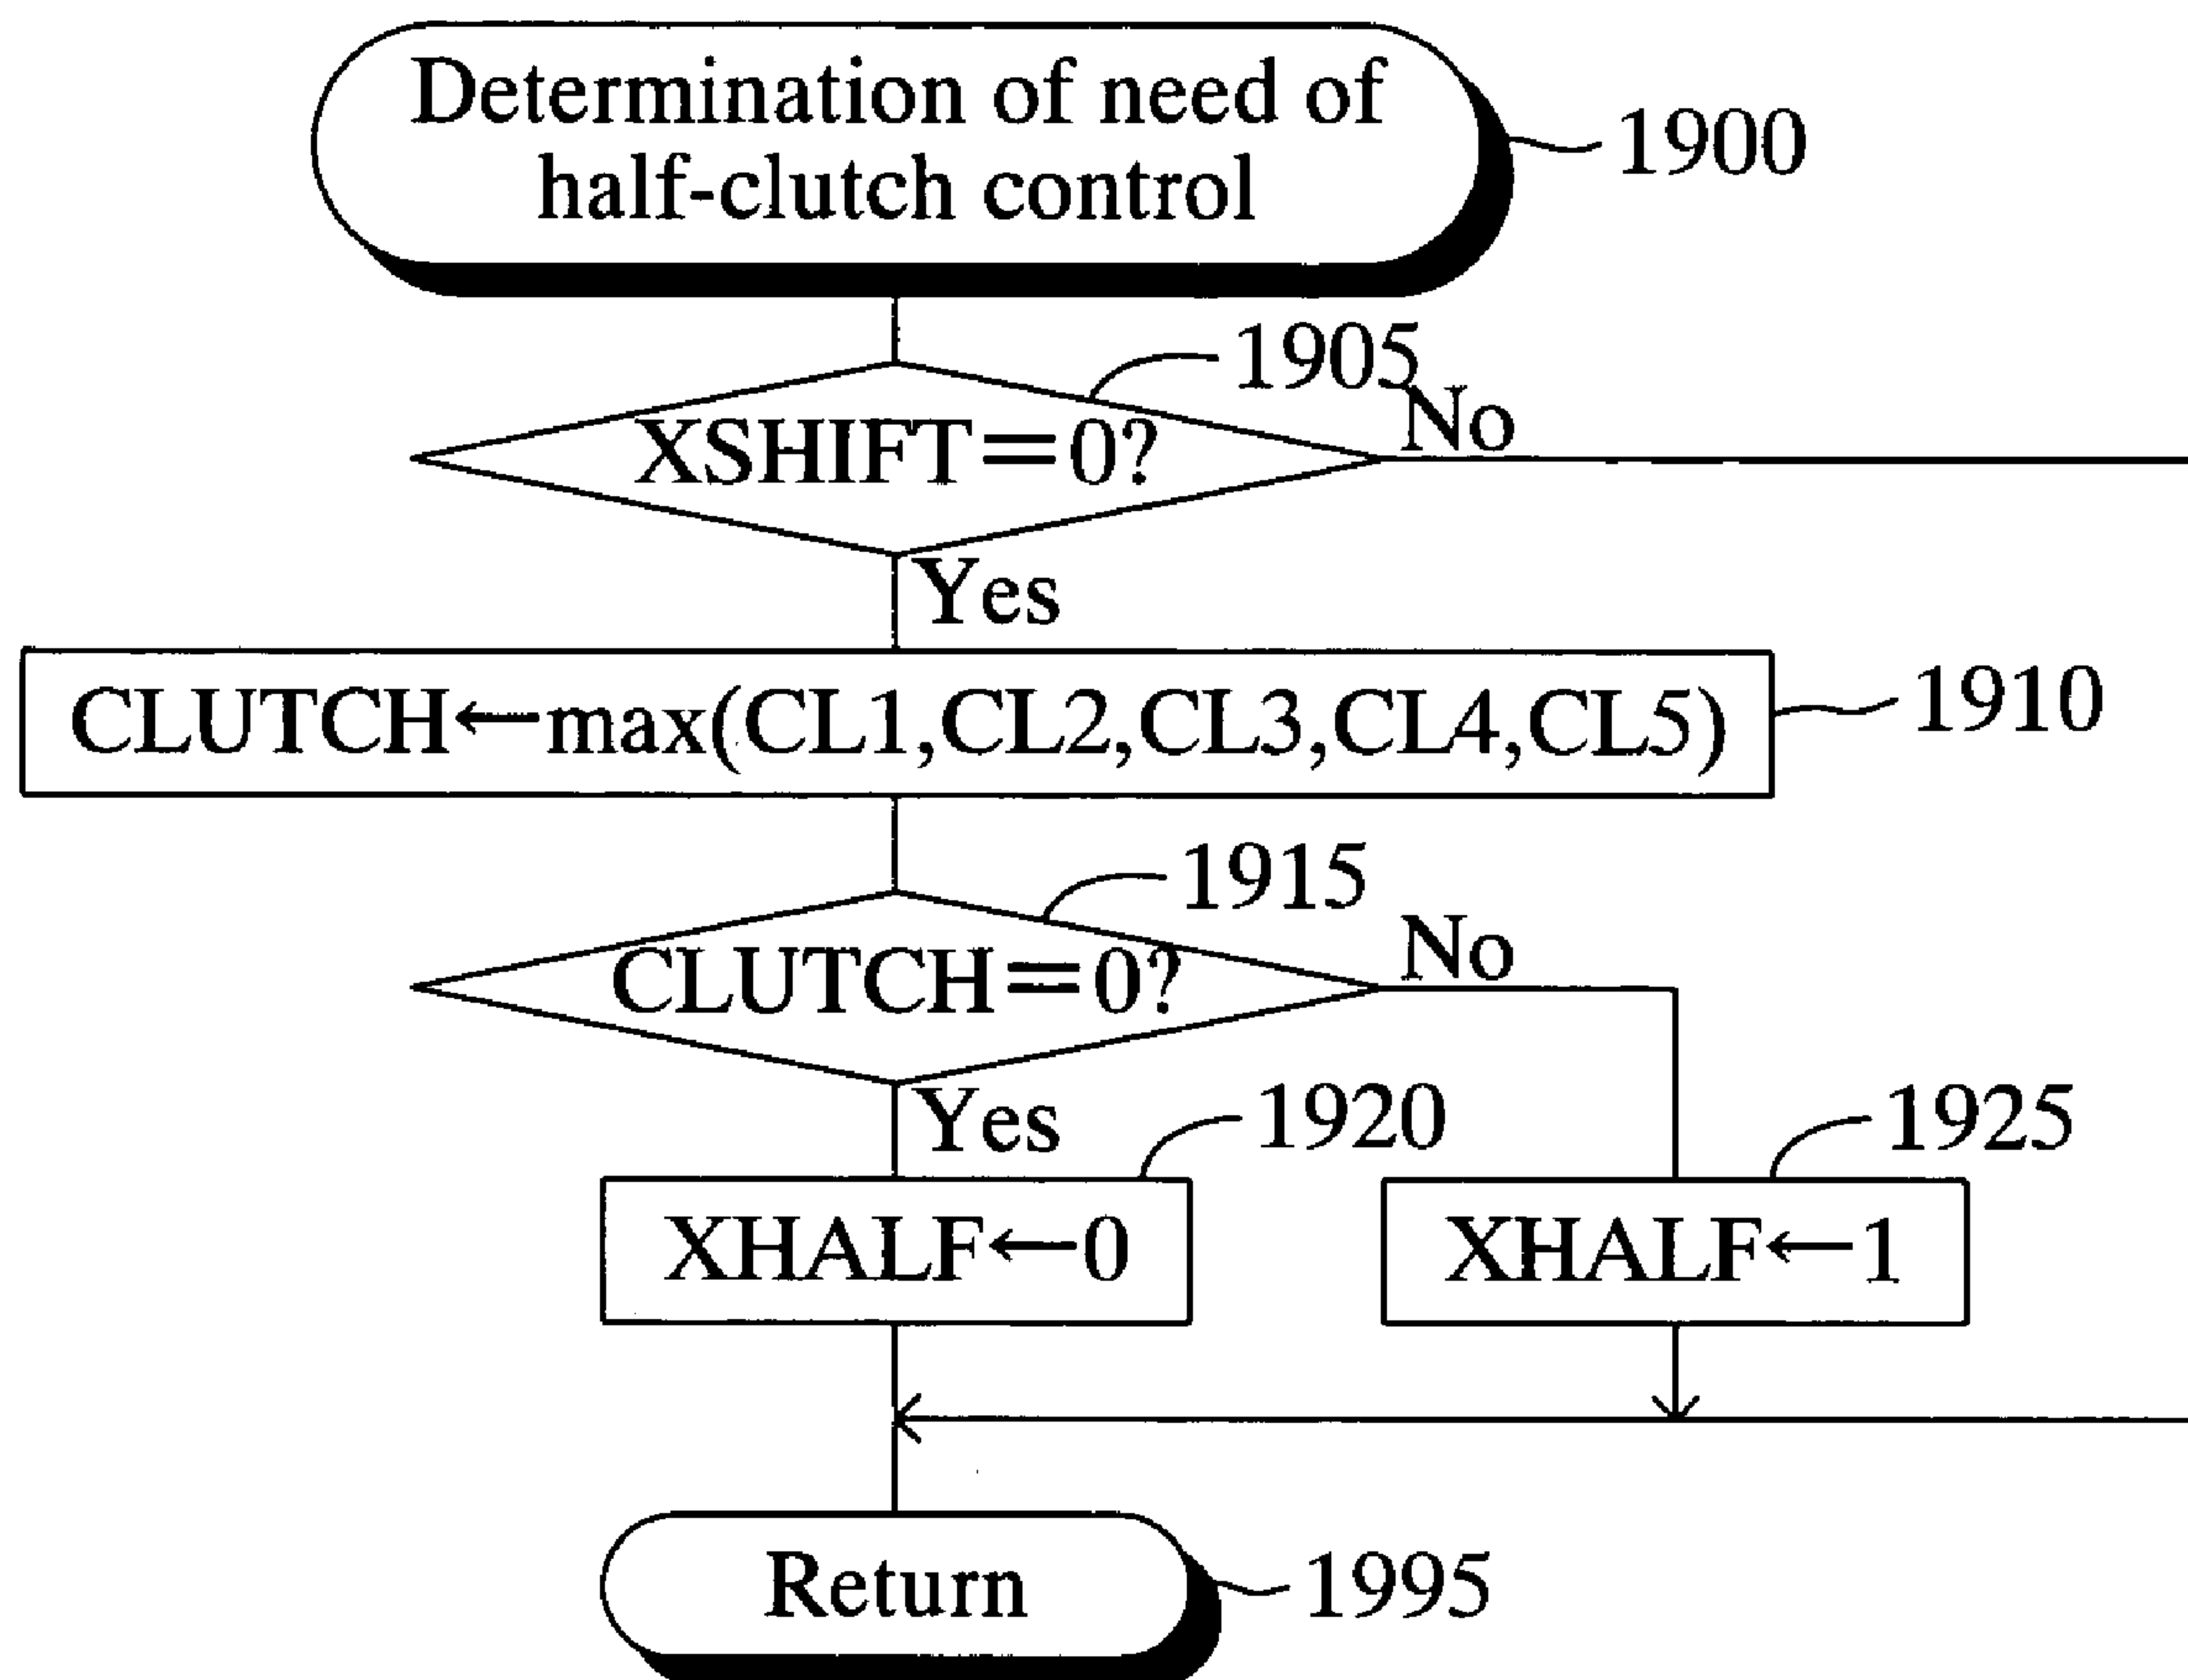 Determination of need of
half-clutch control
1900
1905
XSHIFT=0?
No
Yes
CLUTCH←max(CL1,CL2,CL3,CL4,CL5)
1910
1915
CLUTCH=0?
No
Yes
1920
1925
XHALF←0
XHALF←1
Return
1995